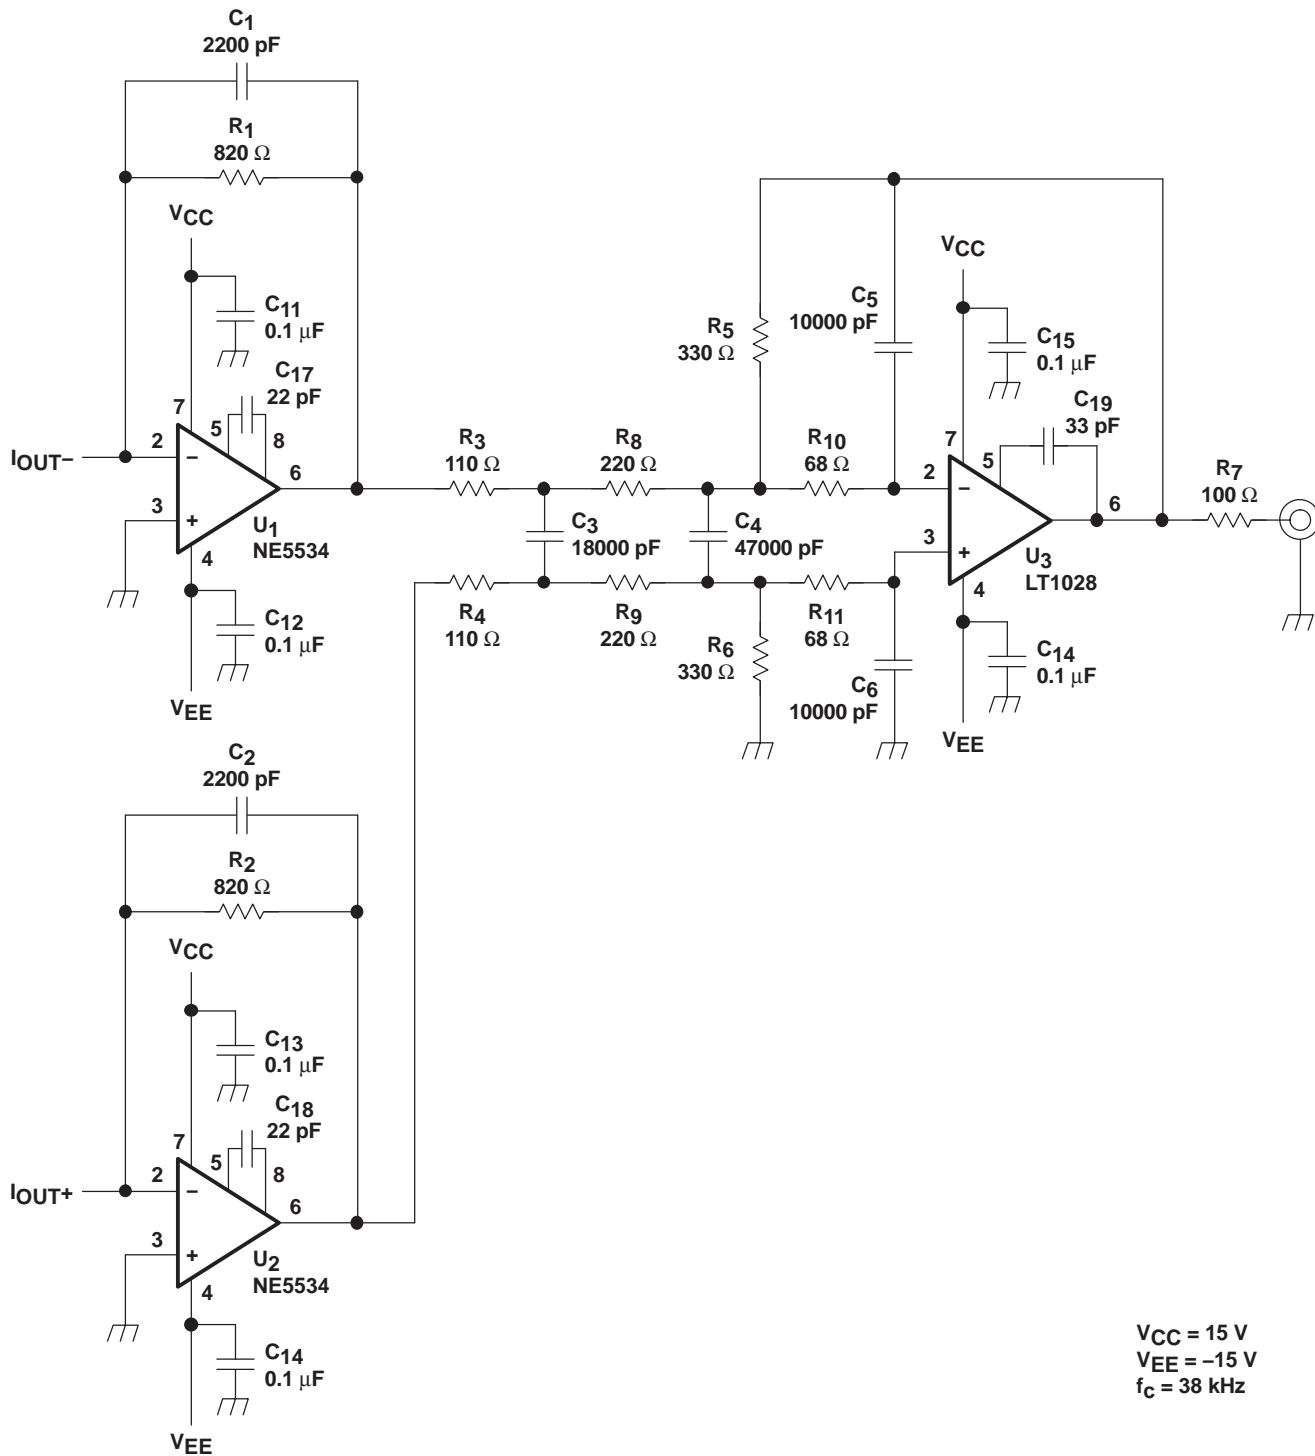 C1
2200 pF
R1
820 Ω
VCC
C11
0.1 μF
C17
22 pF
7
5
8
2
IOUT–
–
6
3
+
U1
NE5534
4
C12
0.1 μF
VEE
R3
110 Ω
R8
220 Ω
R10
68 Ω
C3
18000 pF
C4
47000 pF
R4
110 Ω
R9
220 Ω
R11
68 Ω
R5
330 Ω
C5
10000 pF
R6
330 Ω
C6
10000 pF
VCC
C15
0.1 μF
C19
33 pF
7
5
2
–
6
3
+
U3
LT1028
4
R7
100 Ω
C14
0.1 μF
VEE
C2
2200 pF
R2
820 Ω
VCC
C13
0.1 μF
C18
22 pF
7
5
8
2
IOUT+
–
6
3
+
U2
NE5534
4
C14
0.1 μF
VEE
VCC = 15 V
VEE = –15 V
fc = 38 kHz